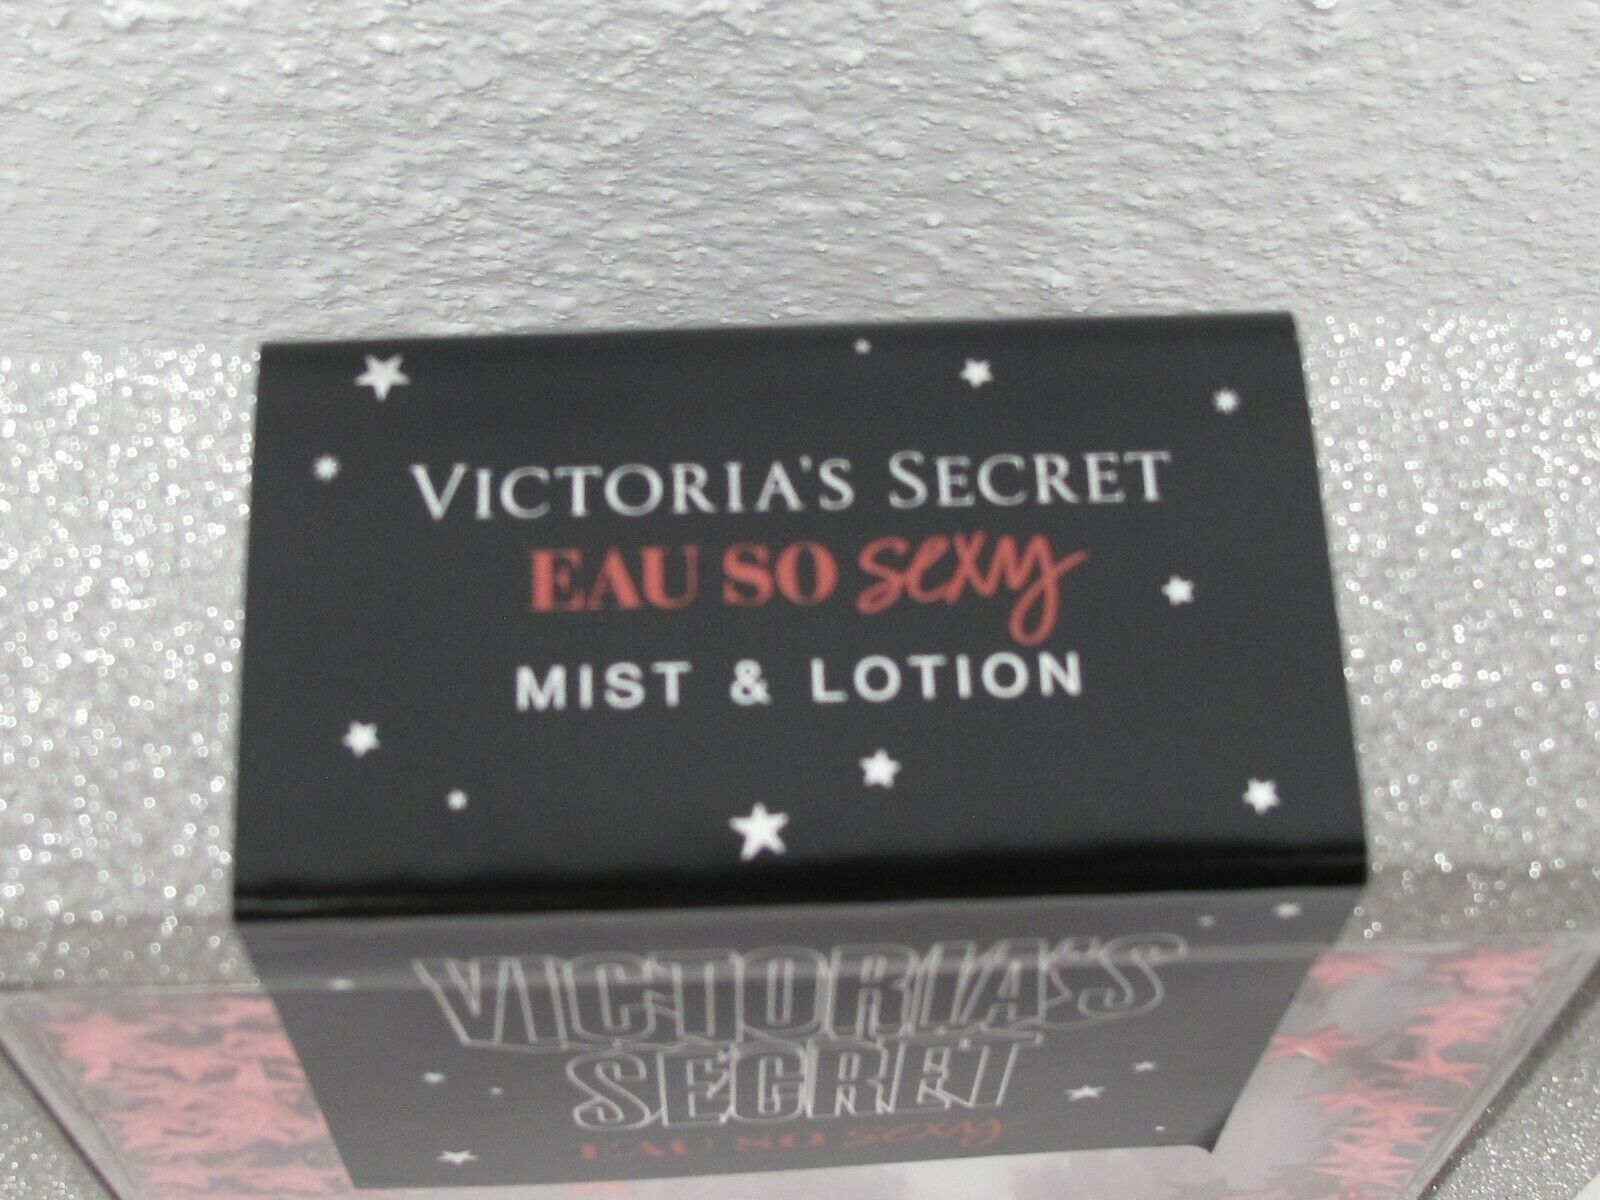 VICTORIA'S SECRET
EAU SO sexy
MIST & LOTION
VICTORIA'S
SECRET
EAU SO sexy